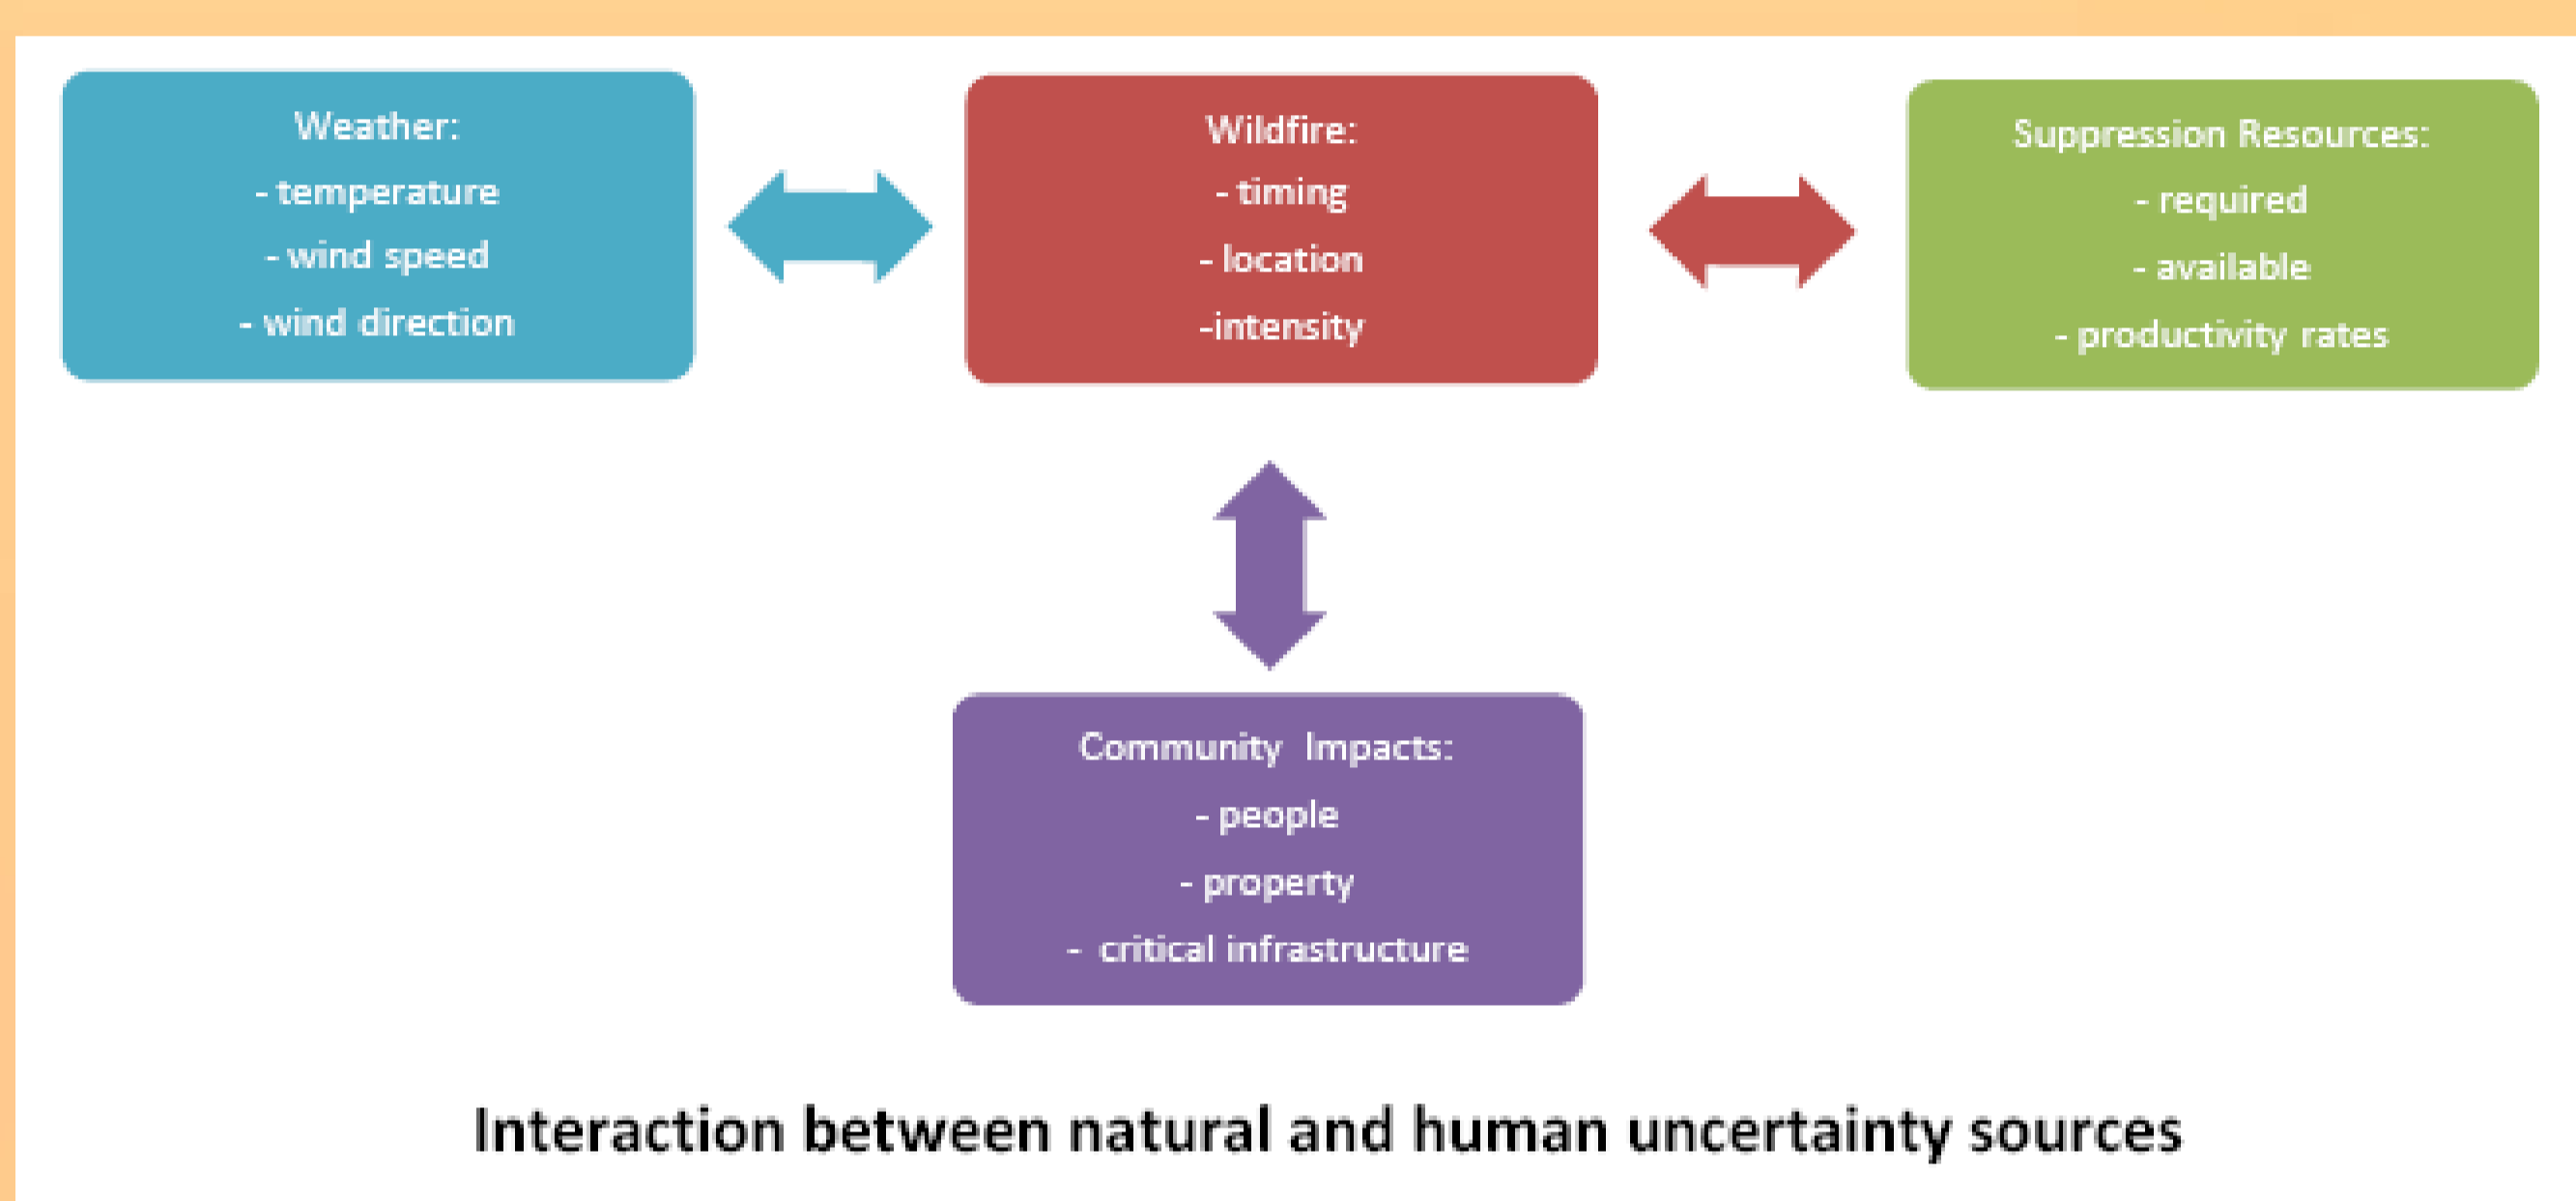 Weather:
- temperature
- wind speed
- wind direction
Wildfire:
- timing
- location
-intensity
Suppression Resources:
- required
- available
- productivity rates
Community Impacts:
- people
- property
- critical infrastructure
Interaction between natural and human uncertainty sources